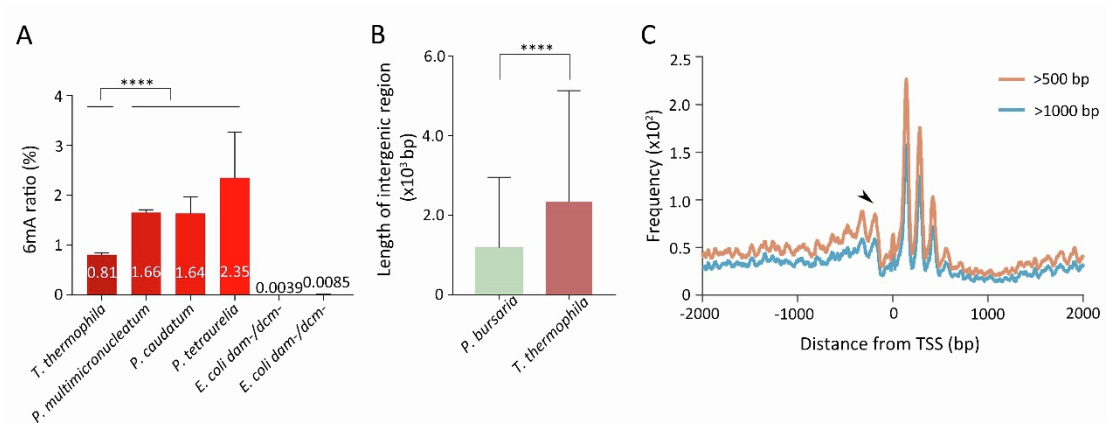 A
****
6mA ratio (%)
4
3
2
1
0
0.81
1.66
1.64
2.35
0.0039
0.0085
T. thermophila
P. multimicronucleatum
P. caudatum
P. tetraurelia
E. coli dam-/dcm-
E. coli dam-/dcm-
B
****
Length of intergenic region
(x10³ bp)
6.0
4.0
2.0
0
P. bursaria
T. thermophila
C
Frequency (x10²)
2.5
2.0
1.5
1.0
0.5
0
-2000
-1000
0
1000
2000
Distance from TSS (bp)
>500 bp
>1000 bp